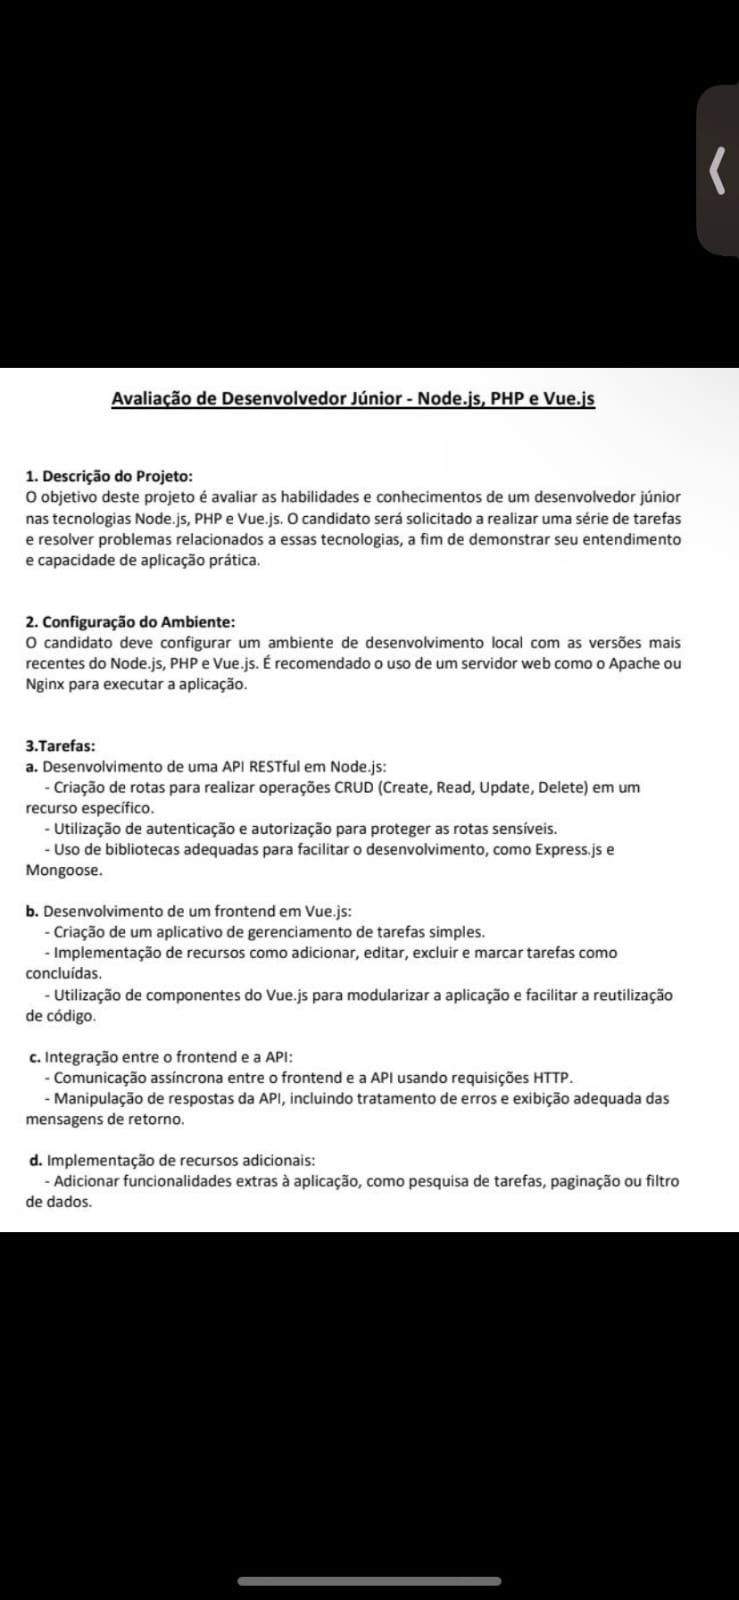 Avaliação de Desenvolvedor Júnior - Node.js, PHP e Vue.js
1. Descrição do Projeto:
O objetivo deste projeto é avaliar as habilidades e conhecimentos de um desenvolvedor júnior
nas tecnologias Node.js, PHP e Vue.js. O candidato será solicitado a realizar uma série de tarefas
e resolver problemas relacionados a essas tecnologias, a fim de demonstrar seu entendimento
e capacidade de aplicação prática.
2. Configuração do Ambiente:
O candidato deve configurar um ambiente de desenvolvimento local com as versões mais
recentes do Node.js, PHP e Vue.js. É recomendado o uso de um servidor web como o Apache ou
Nginx para executar a aplicação.
3.Tarefas:
a. Desenvolvimento de uma API RESTful em Node.js:
- Criação de rotas para realizar operações CRUD (Create, Read, Update, Delete) em um
recurso específico.
- Utilização de autenticação e autorização para proteger as rotas sensíveis.
- Uso de bibliotecas adequadas para facilitar o desenvolvimento, como Express.js e
Mongoose.
b. Desenvolvimento de um frontend em Vue.js:
- Criação de um aplicativo de gerenciamento de tarefas simples.
- Implementação de recursos como adicionar, editar, excluir e marcar tarefas como
concluídas.
- Utilização de componentes do Vue.js para modularizar a aplicação e facilitar a reutilização
de código.
c. Integração entre o frontend e a API:
- Comunicação assíncrona entre o frontend e a API usando requisições HTTP.
- Manipulação de respostas da API, incluindo tratamento de erros e exibição adequada das
mensagens de retorno.
d. Implementação de recursos adicionais:
- Adicionar funcionalidades extras à aplicação, como pesquisa de tarefas, paginação ou filtro
de dados.